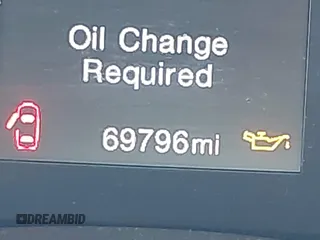 Oil Change
Required
69796mi
DREAMBID